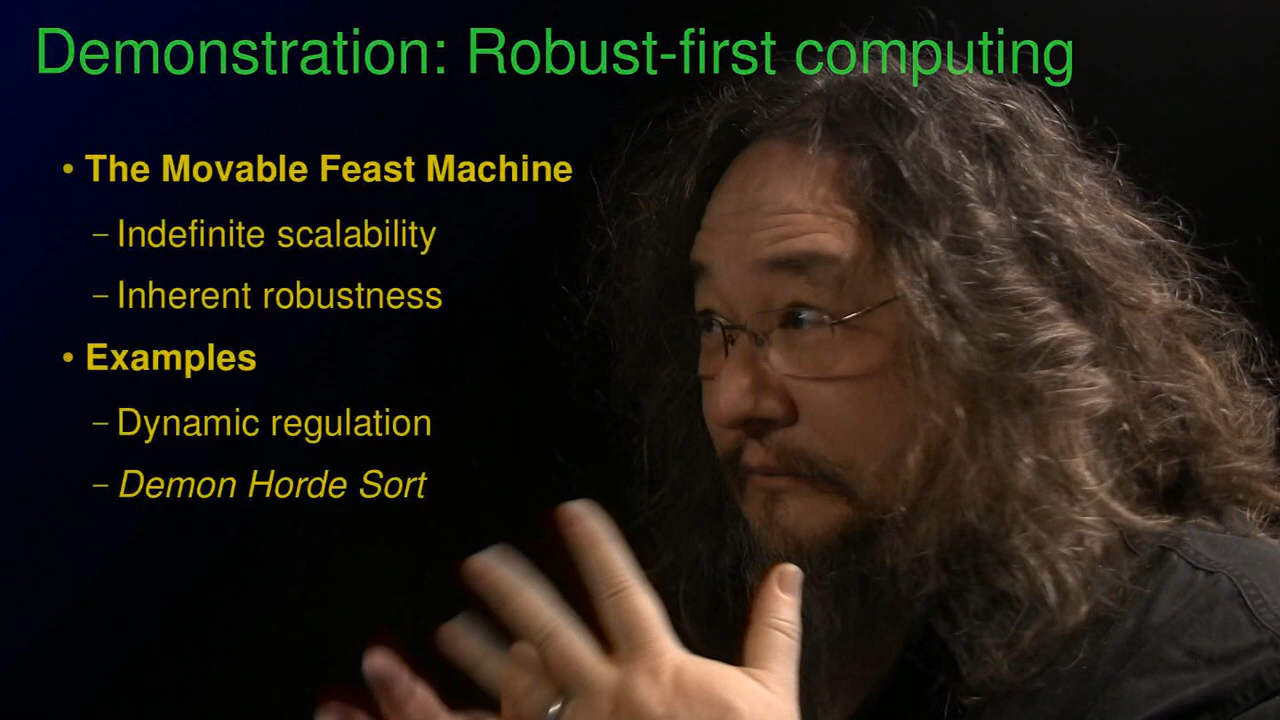 Demonstration: Robust-first computing
• The Movable Feast Machine
– Indefinite scalability
– Inherent robustness
• Examples
– Dynamic regulation
– Demon Horde Sort